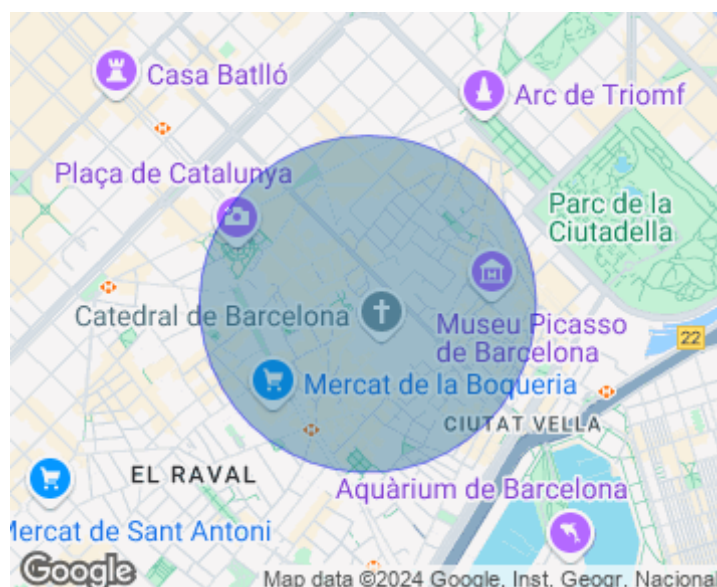 Casa Batlló
Arc de Triomf
Plaça de Catalunya
Parc de la
Ciutadella
Catedral de Barcelona
Museu Picasso
de Barcelona
22
Mercat de la Boqueria
CIUTAT VELLA
EL RAVAL
Aquàrium de Barcelona
Mercat de Sant Antoni
Google
Map data ©2024 Google, Inst. Geogr. Nacional